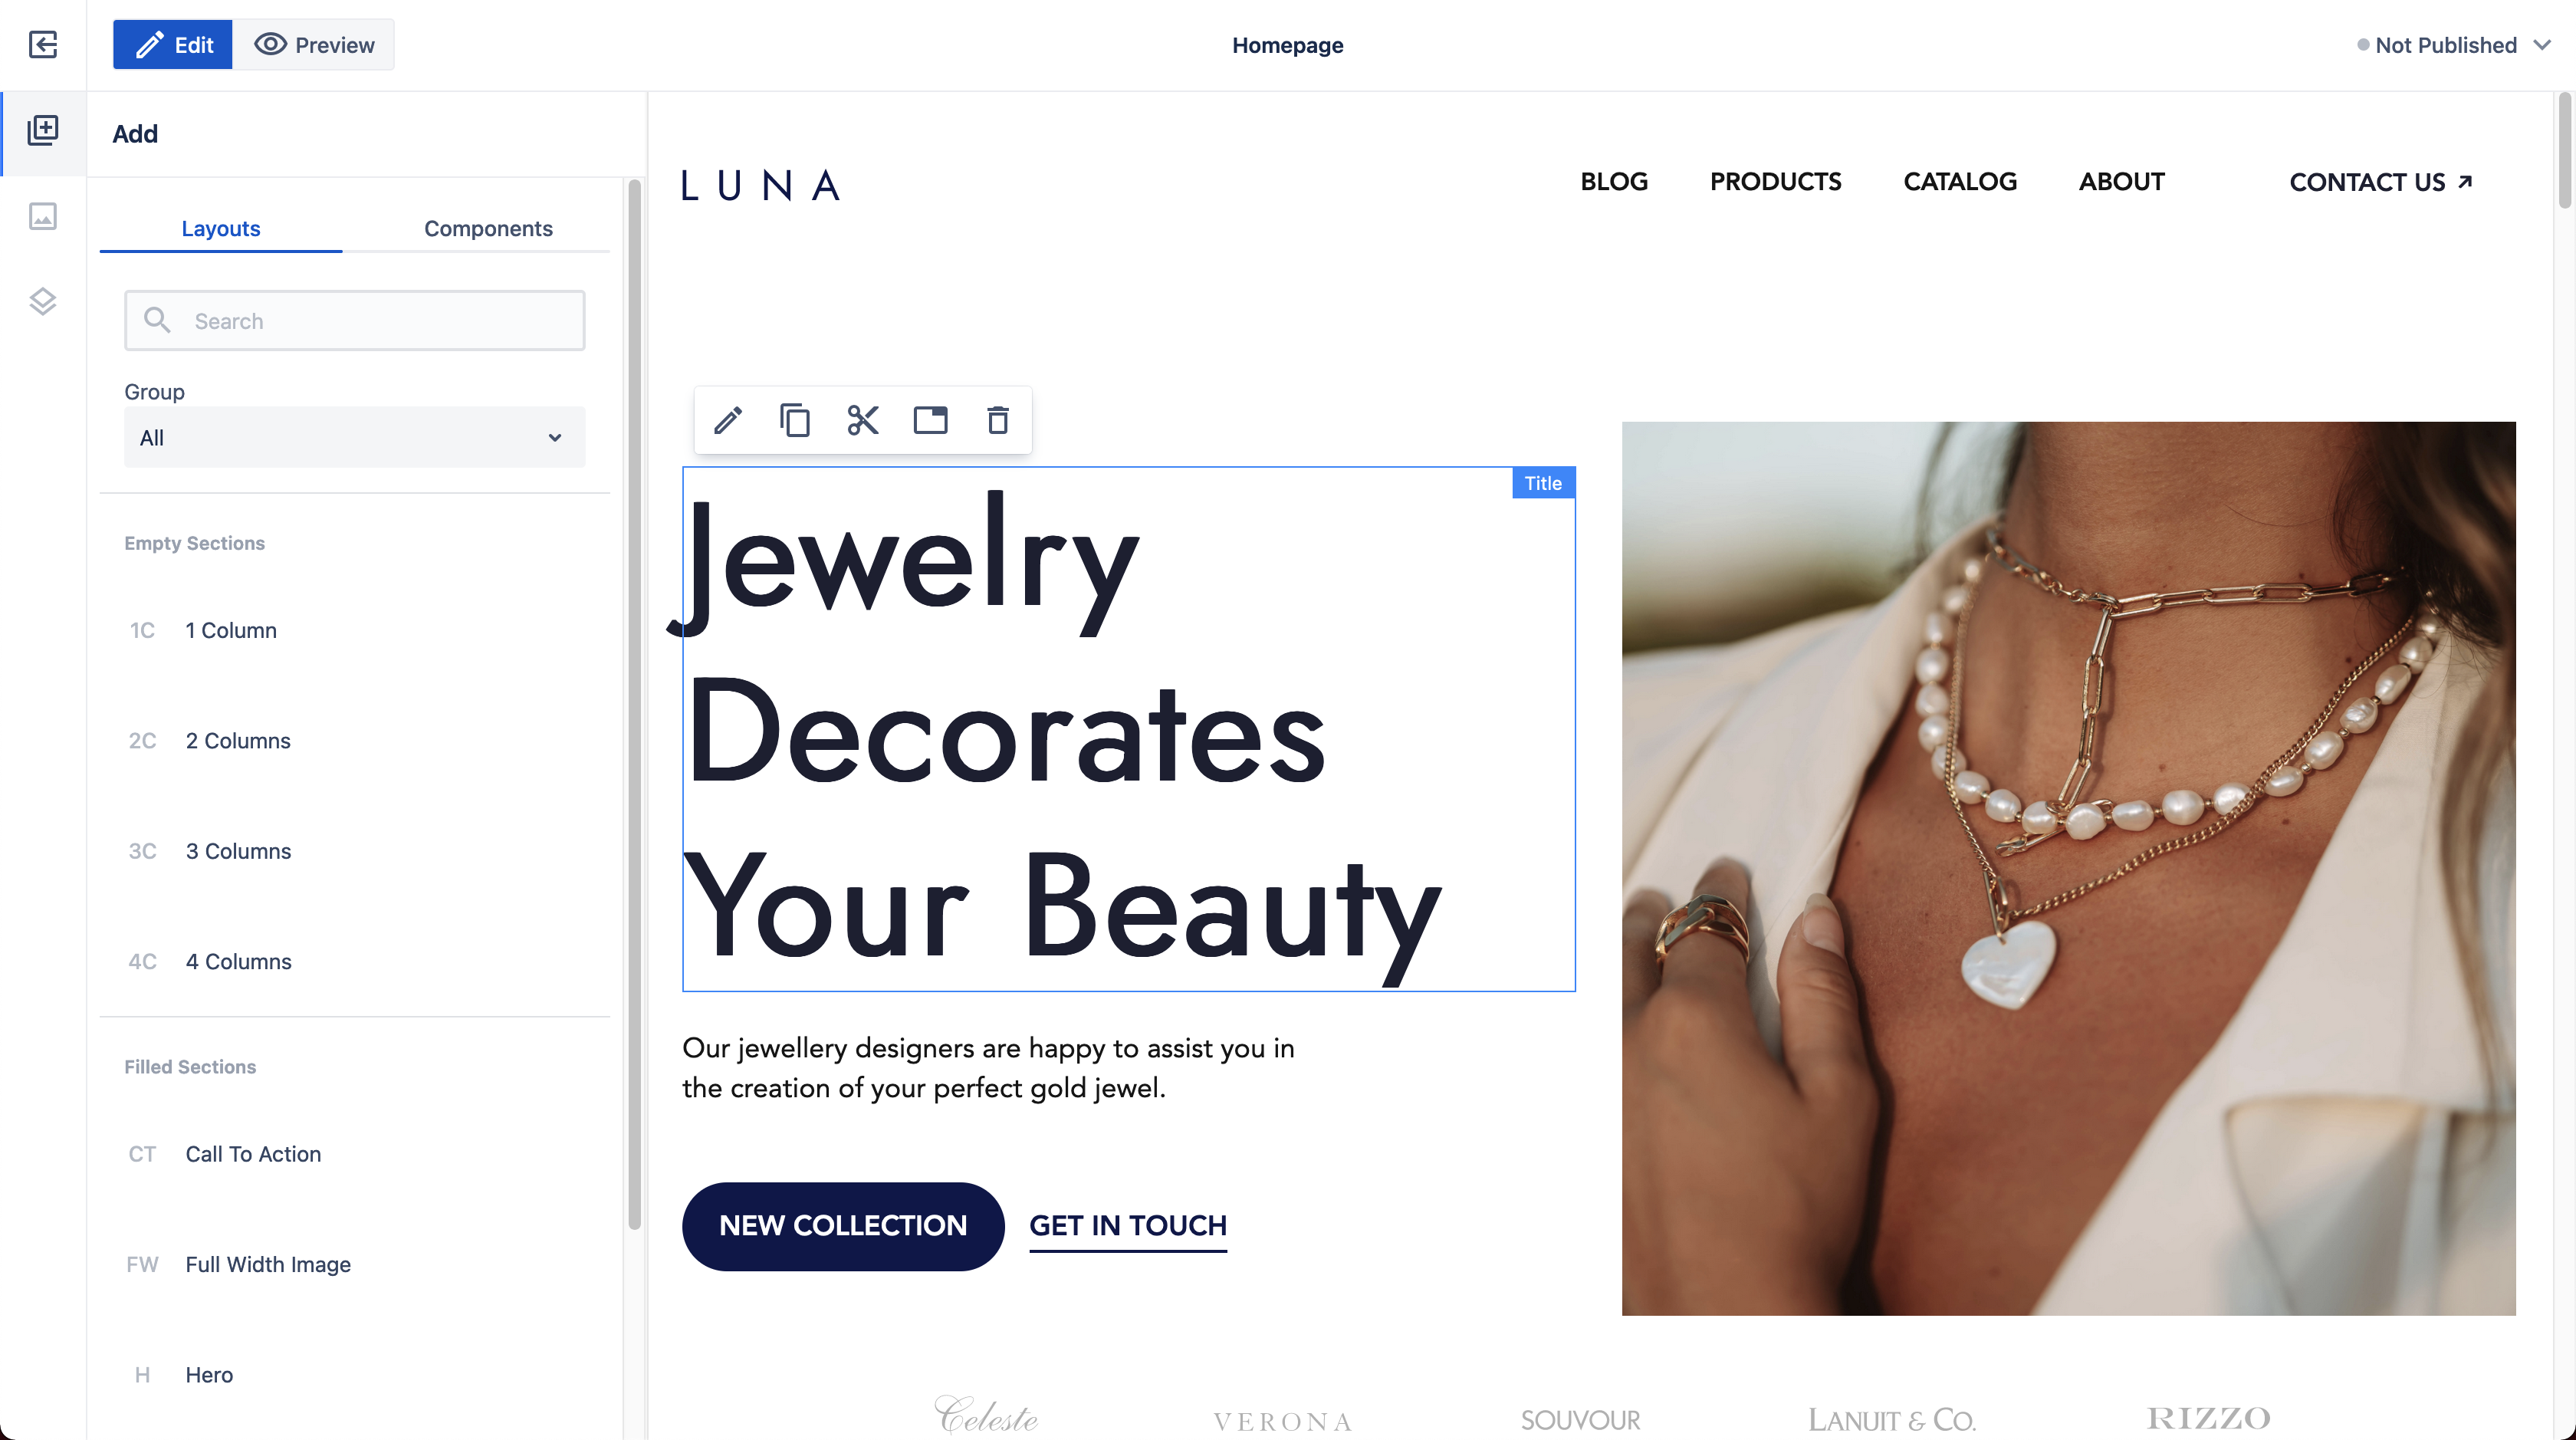 Edit
Preview
Homepage
Not Published
Add
Layouts
Components
Search
Group
All
Empty Sections
1C 1 Column
2C 2 Columns
3C 3 Columns
4C 4 Columns
Filled Sections
CT Call To Action
FW Full Width Image
H Hero
LUNA
BLOG
PRODUCTS
CATALOG
ABOUT
CONTACT US
Title
Jewelry
Decorates
Your Beauty
Our jewellery designers are happy to assist you in
the creation of your perfect gold jewel.
NEW COLLECTION
GET IN TOUCH
Celeste
VERONA
SOUVOUR
LANUIT & CO.
RIZZO